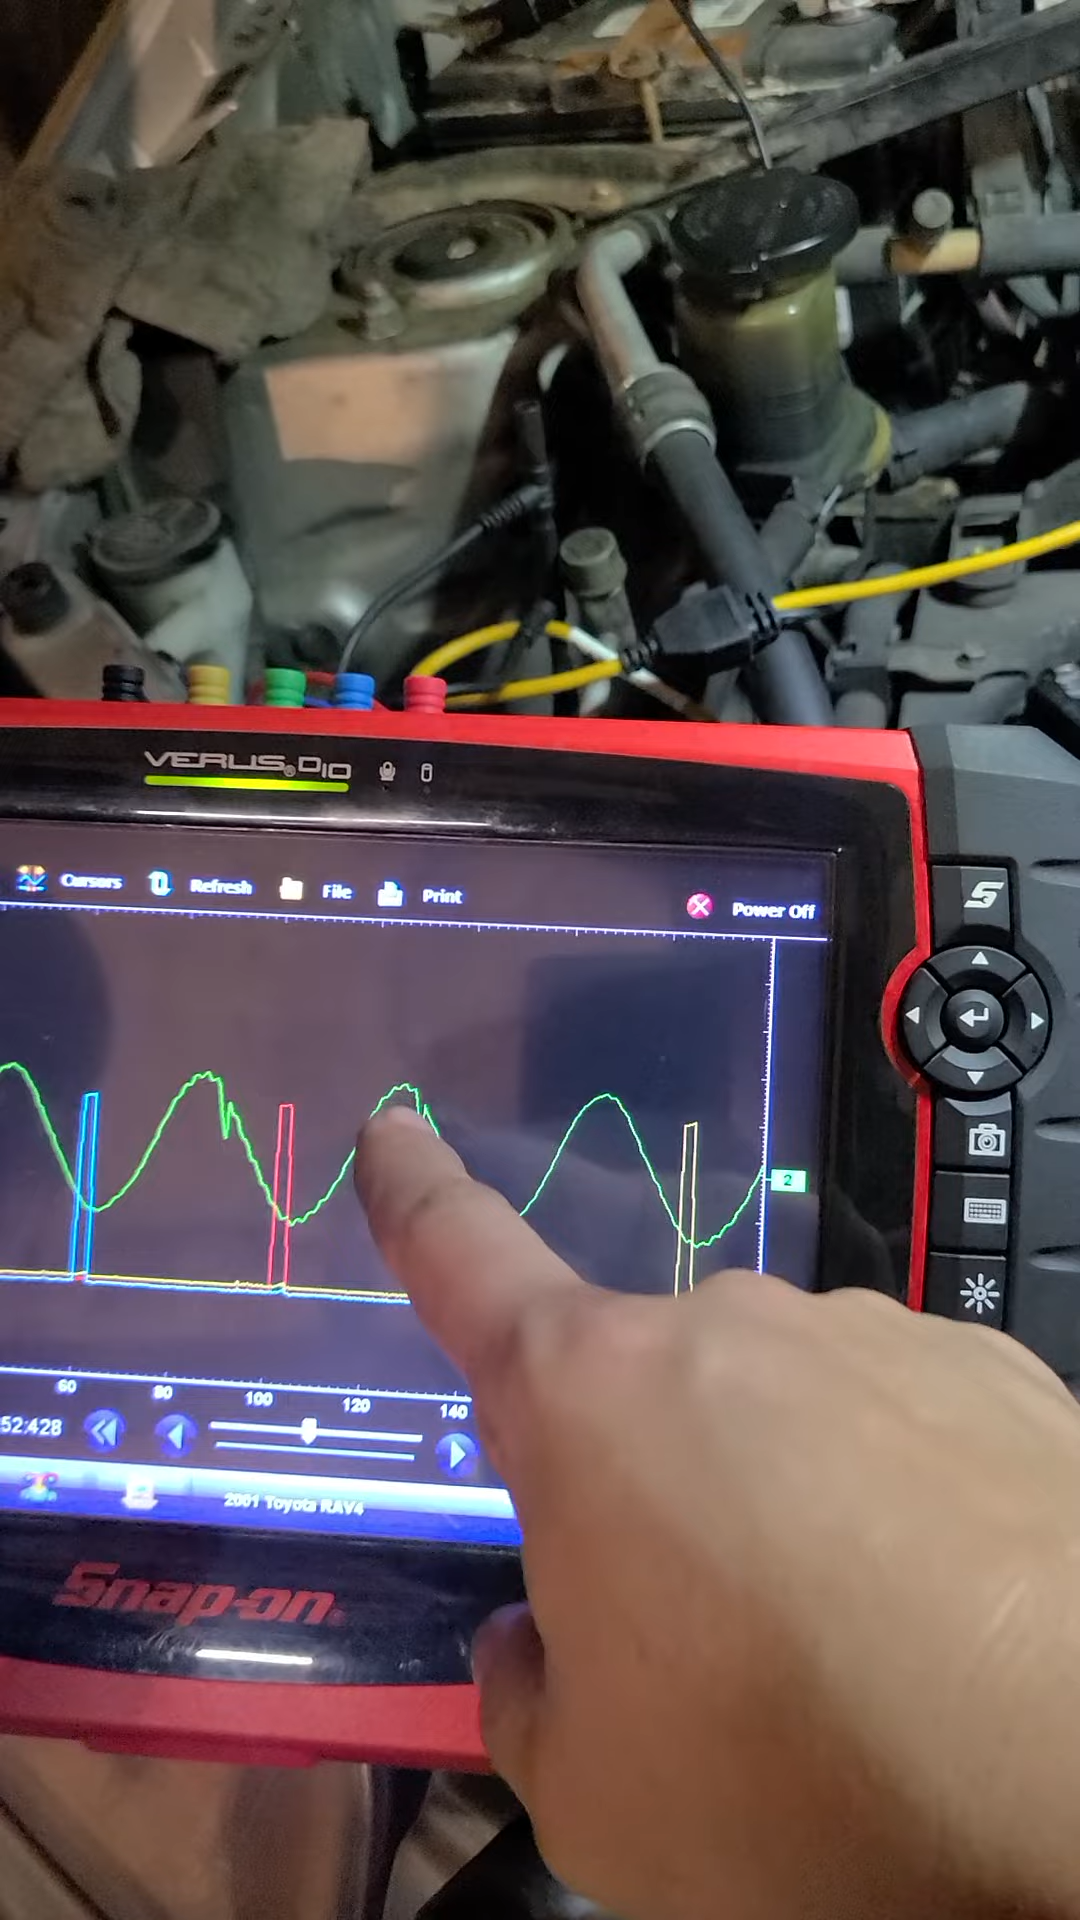 VERUS® D10
Cursors Refresh File Print Power Off
2
60 80 100 120 140
52:428
2001 Toyota RAV4
Snap-on